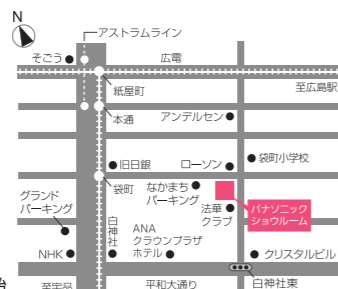 N
アストラムライン
そごう
広電
紙屋町
至広島駅
本通
アンデルセン
袋町小学校
旧日銀
ローソン
袋町
なかまち
パーキング
グランド
パーキング
白神社
法華
クラブ
パナソニック
ショウルーム
ANA
クラウンプラザ
ホテル
NHK
クリスタルビル
至宇品
平和大通り
白神社東